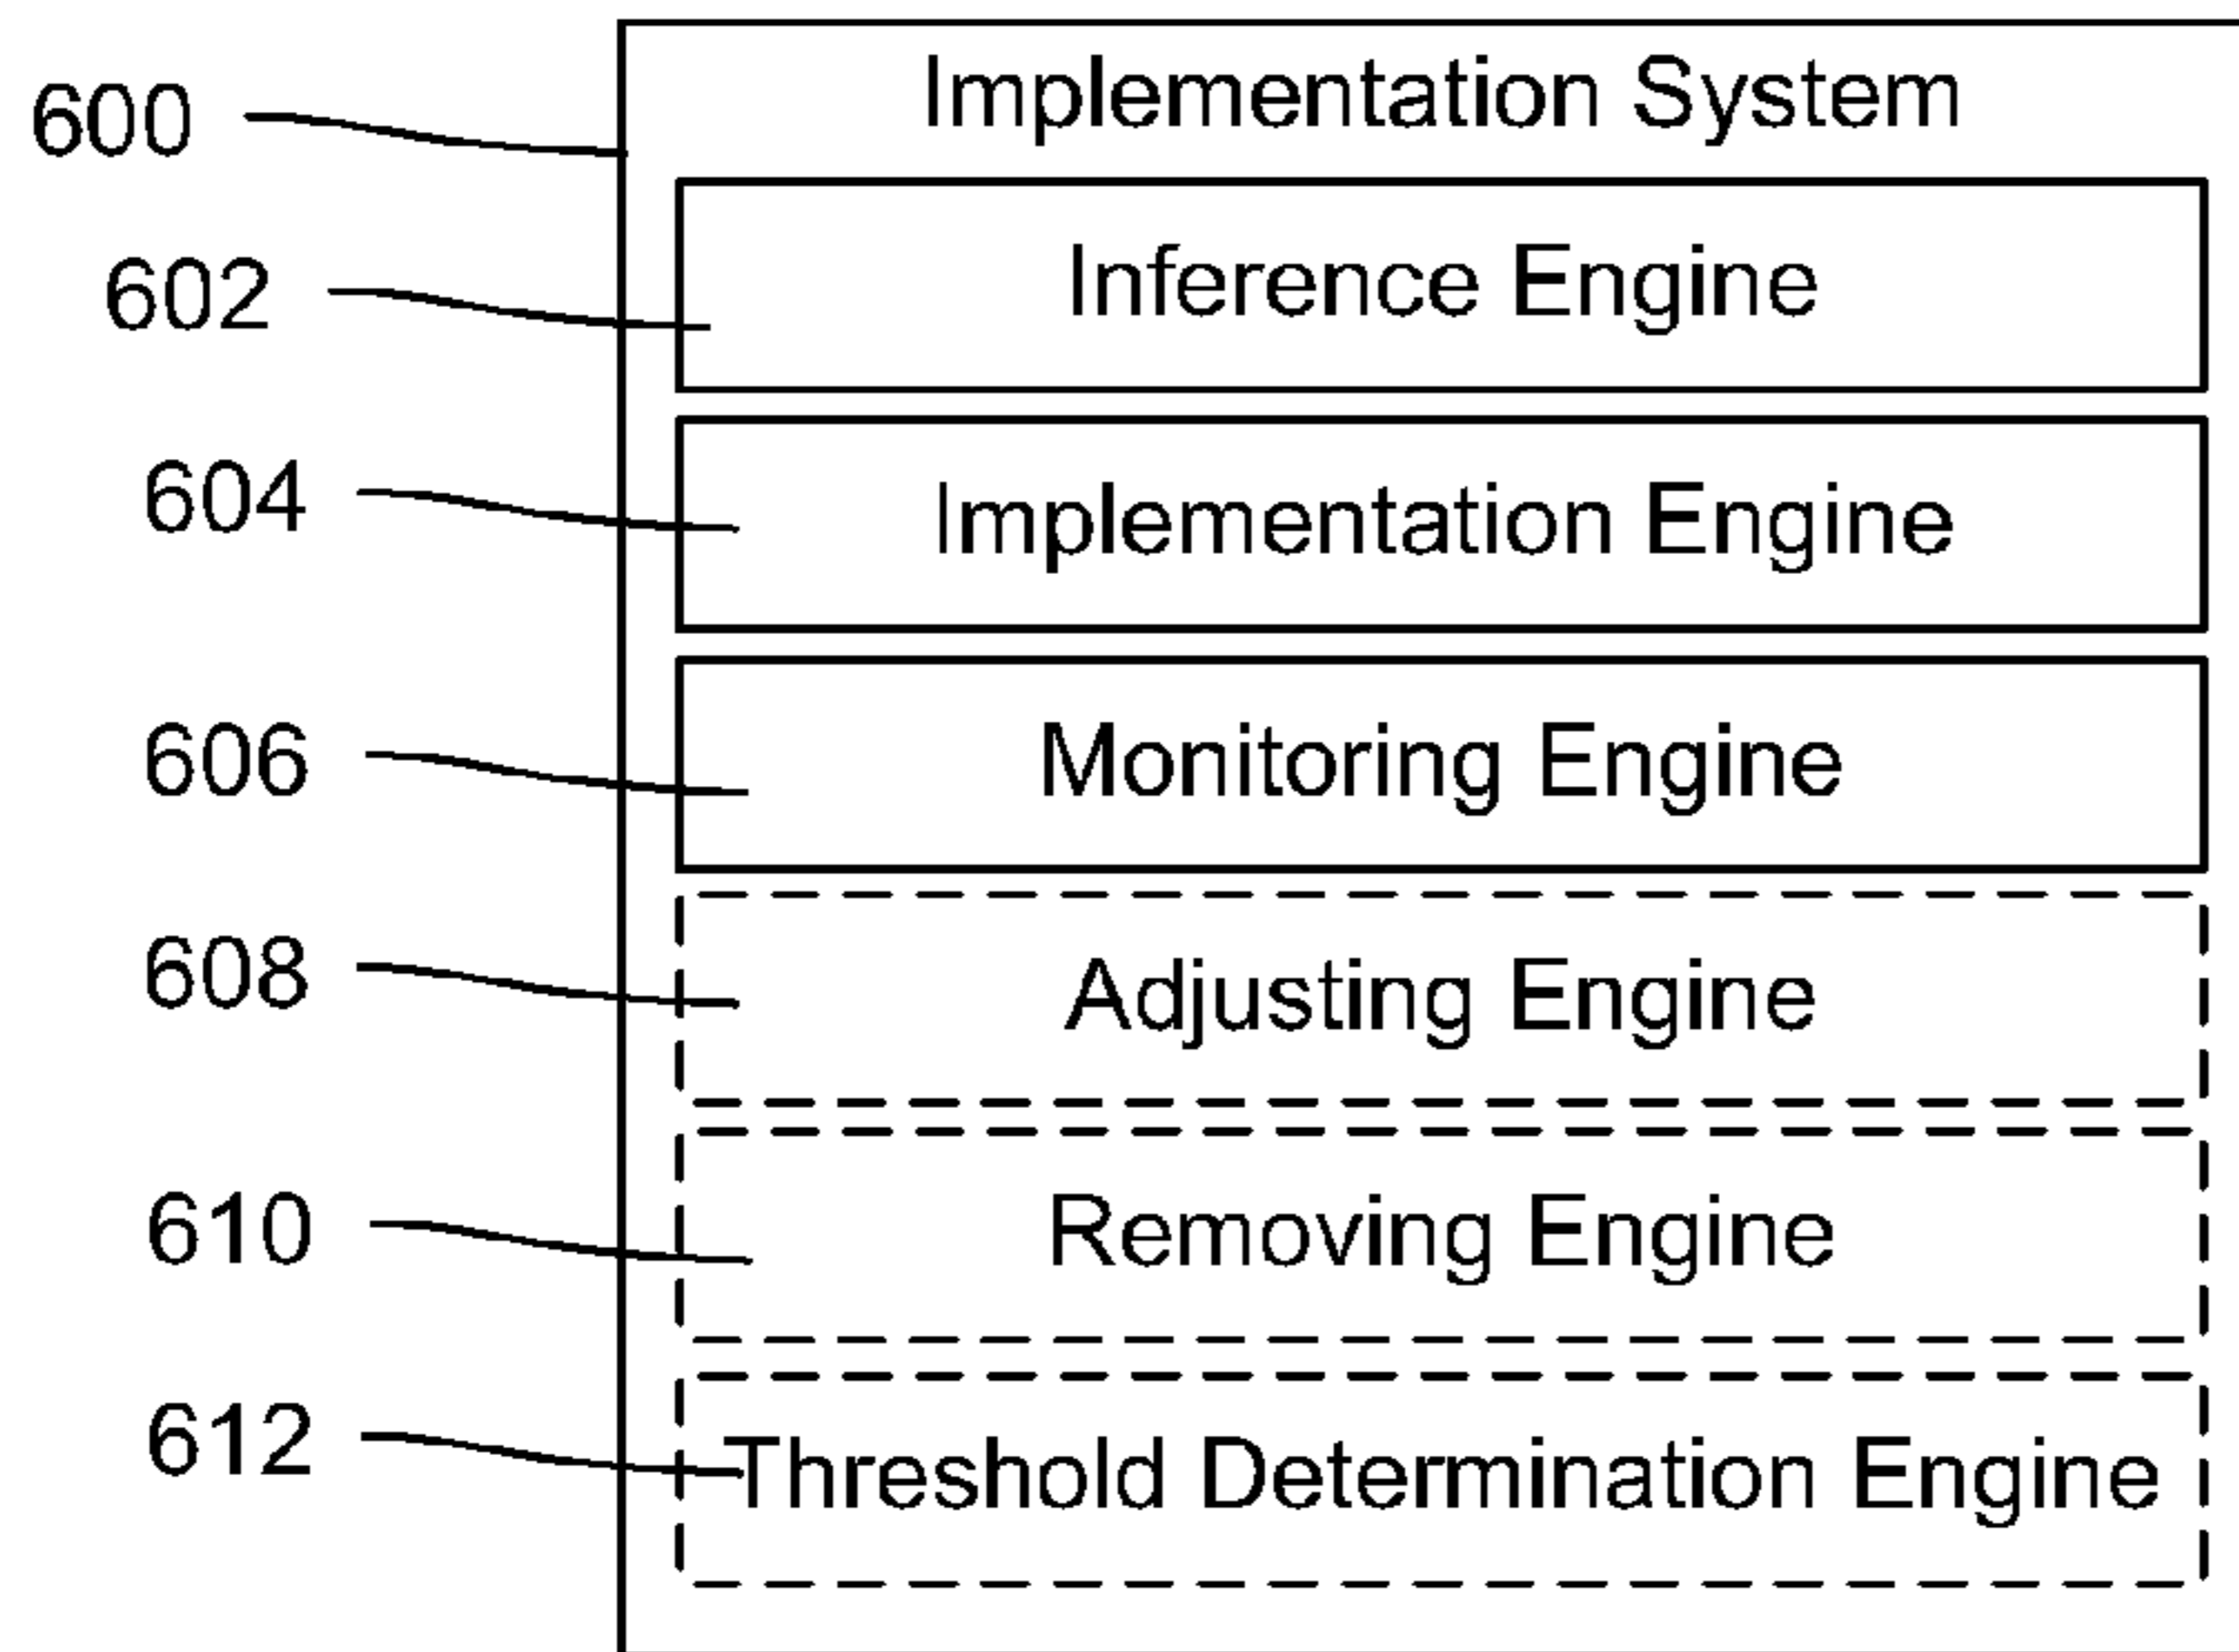 600 Implementation System
602 Inference Engine
604 Implementation Engine
606 Monitoring Engine
608 Adjusting Engine
610 Removing Engine
612 Threshold Determination Engine